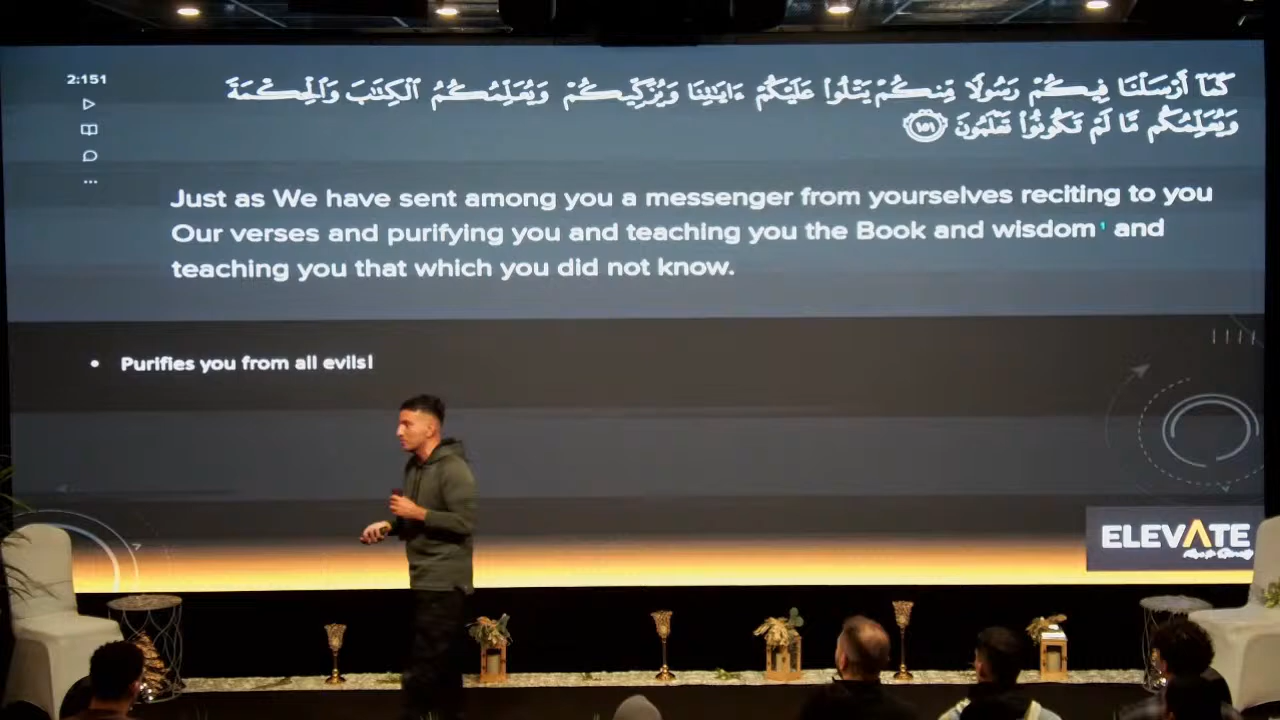 2:151
كَمَآ أَرْسَلْنَا فِيكُمْ رَسُولًا مِّنكُمْ يَتْلُوا۟ عَلَيْكُمْ ءَايَـٰتِنَا وَيُزَكِّيكُمْ وَيُعَلِّمُكُمُ ٱلْكِتَـٰبَ وَٱلْحِكْمَةَ
وَيُعَلِّمُكُم مَّا لَمْ تَكُونُوا۟ تَعْلَمُونَ ١٥١
Just as We have sent among you a messenger from yourselves reciting to you
Our verses and purifying you and teaching you the Book and wisdom¹ and
teaching you that which you did not know.
• Purifies you from all evils!
ELEVATE